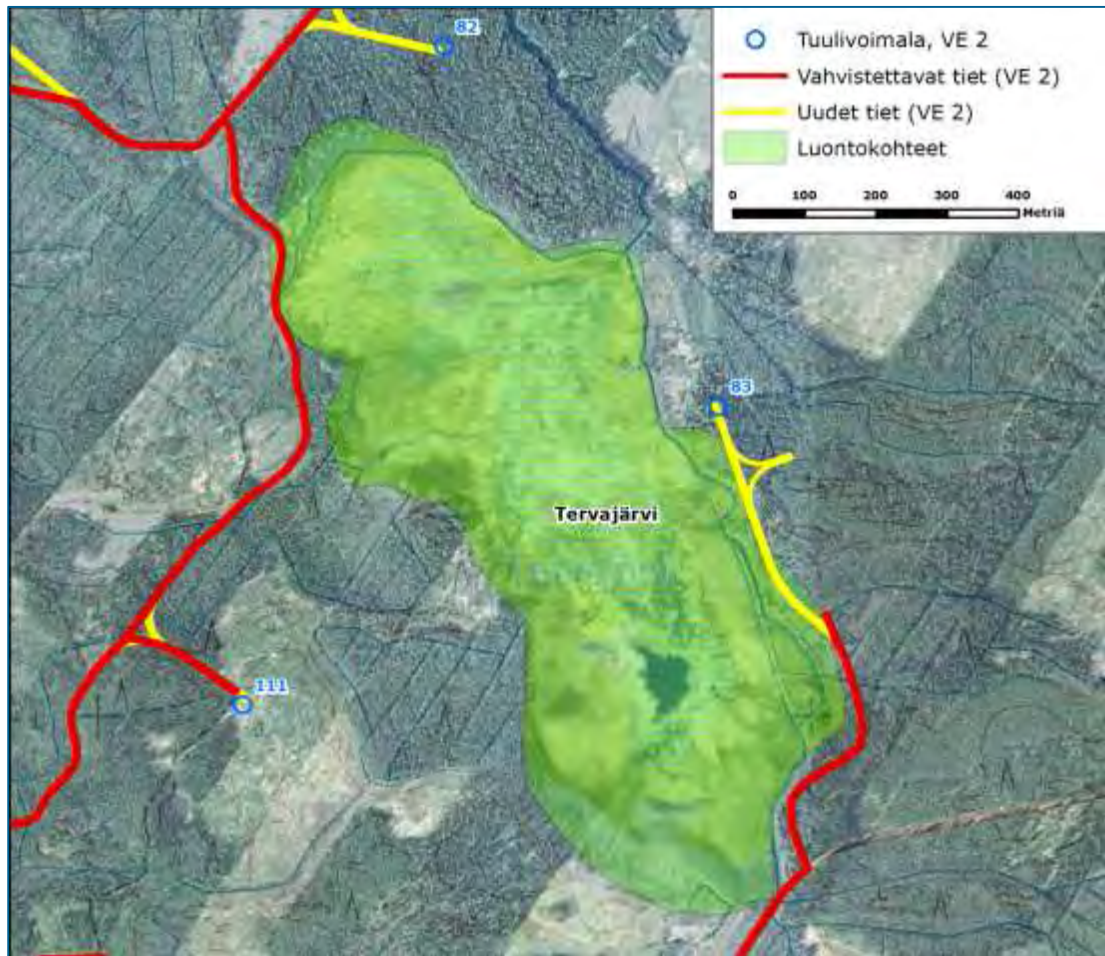 82
Tuulivoimala, VE 2
Vahvistettavat tiet (VE 2)
Uudet tiet (VE 2)
Luontokohteet
0 100 200 300 400
Metriä
83
Tervajärvi
111